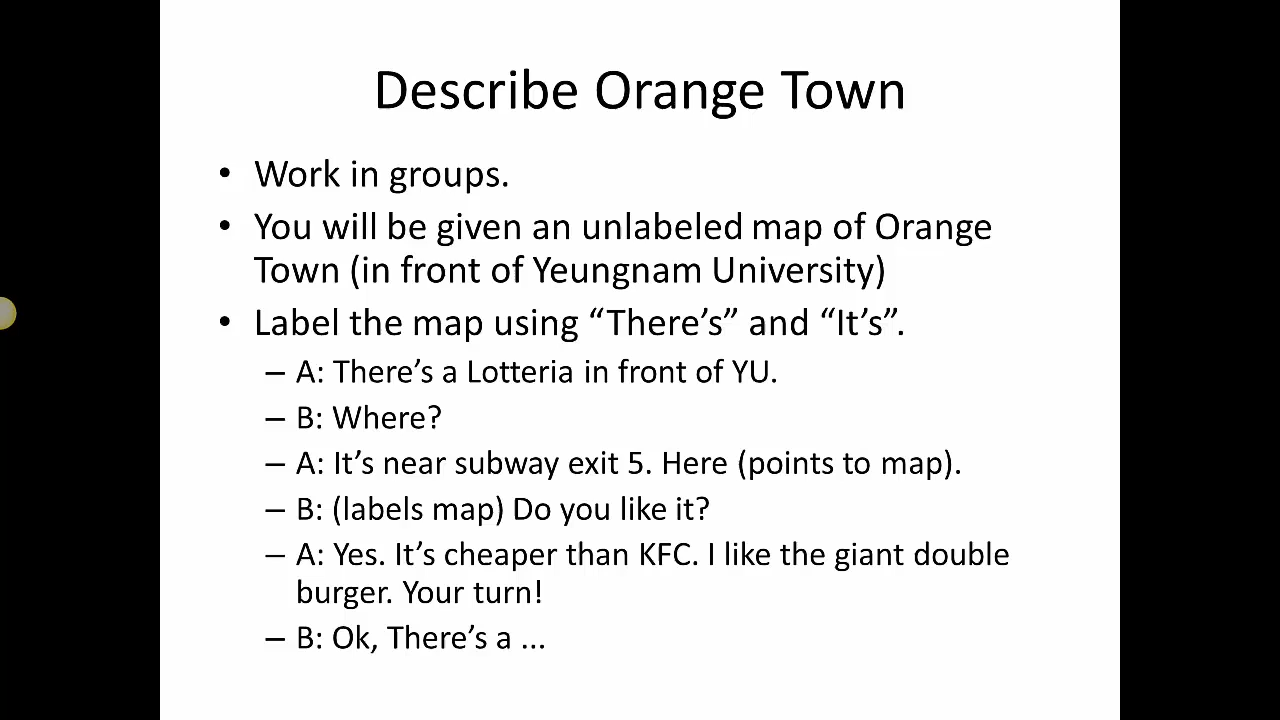 Describe Orange Town
• Work in groups.
• You will be given an unlabeled map of Orange
Town (in front of Yeungnam University)
• Label the map using “There’s” and “It’s”.
– A: There’s a Lotteria in front of YU.
– B: Where?
– A: It’s near subway exit 5. Here (points to map).
– B: (labels map) Do you like it?
– A: Yes. It’s cheaper than KFC. I like the giant double
burger. Your turn!
– B: Ok, There’s a ...